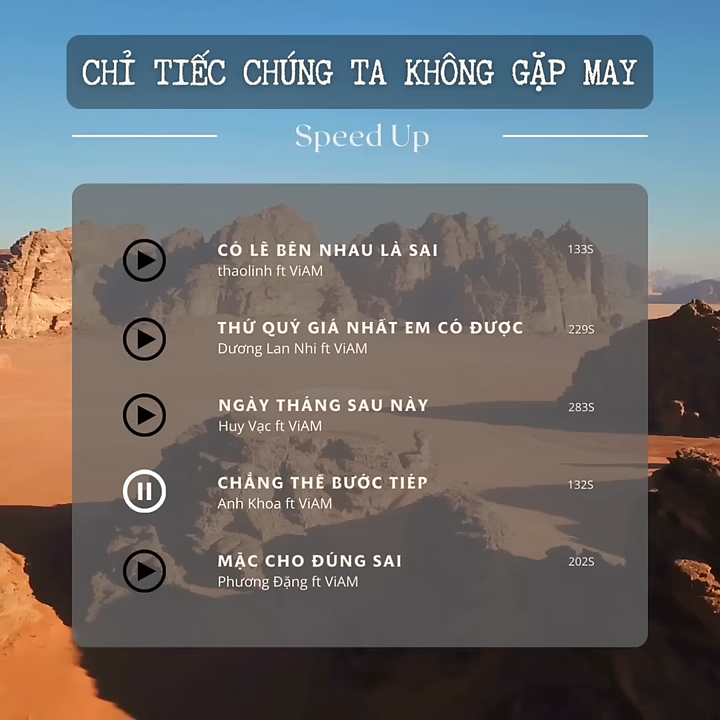 CHỈ TIẾC CHÚNG TA KHÔNG GẶP MAY
Speed Up
CÓ LẼ BÊN NHAU LÀ SAI
133S
thaolinh ft ViAM
THỨ QUÝ GIÁ NHẤT EM CÓ ĐƯỢC
229S
Dương Lan Nhi ft ViAM
NGÀY THÁNG SAU NÀY
283S
Huy Vạc ft ViAM
CHẲNG THỂ BƯỚC TIẾP
132S
Anh Khoa ft ViAM
MẶC CHO ĐÚNG SAI
202S
Phương Đặng ft ViAM